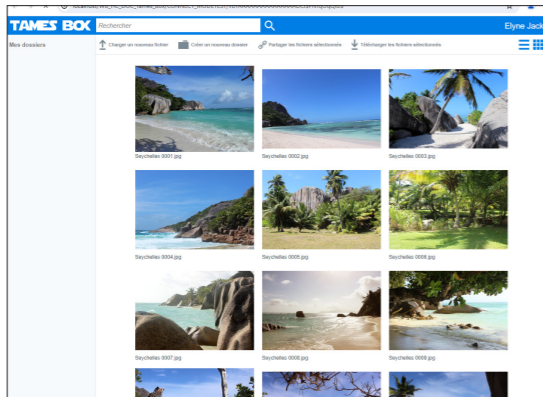 TAMES BOX
Rechercher
Elyne Jack
Mes dossiers
Charger un nouveau fichier
Créer un nouveau dossier
Partager les fichiers sélectionnés
Télécharger les fichiers sélectionnés
Seychelles 0001.jpg
Seychelles 0002.jpg
Seychelles 0003.jpg
Seychelles 0004.jpg
Seychelles 0005.jpg
Seychelles 0006.jpg
Seychelles 0007.jpg
Seychelles 0008.jpg
Seychelles 0009.jpg